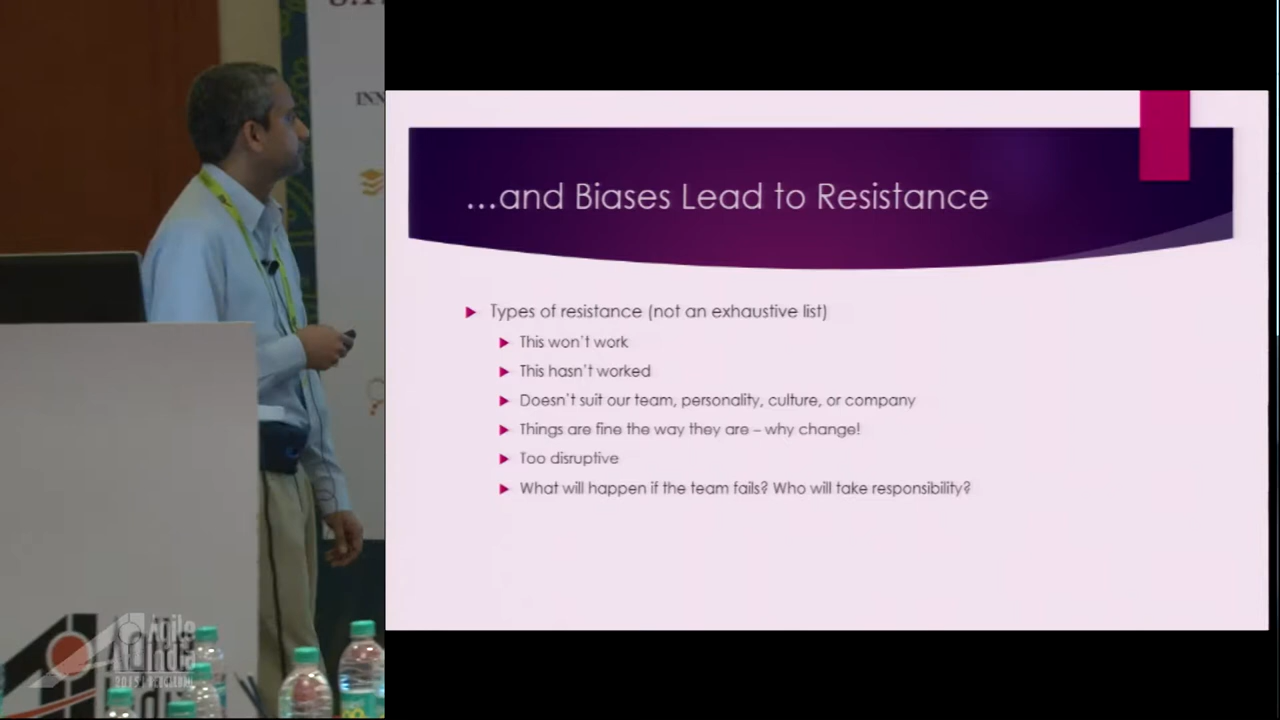 INN
…and Biases Lead to Resistance
Types of resistance (not an exhaustive list)
This won't work
This hasn't worked
Doesn't suit our team, personality, culture, or company
Things are fine the way they are – why change!
Too disruptive
What will happen if the team fails? Who will take responsibility?
Agile